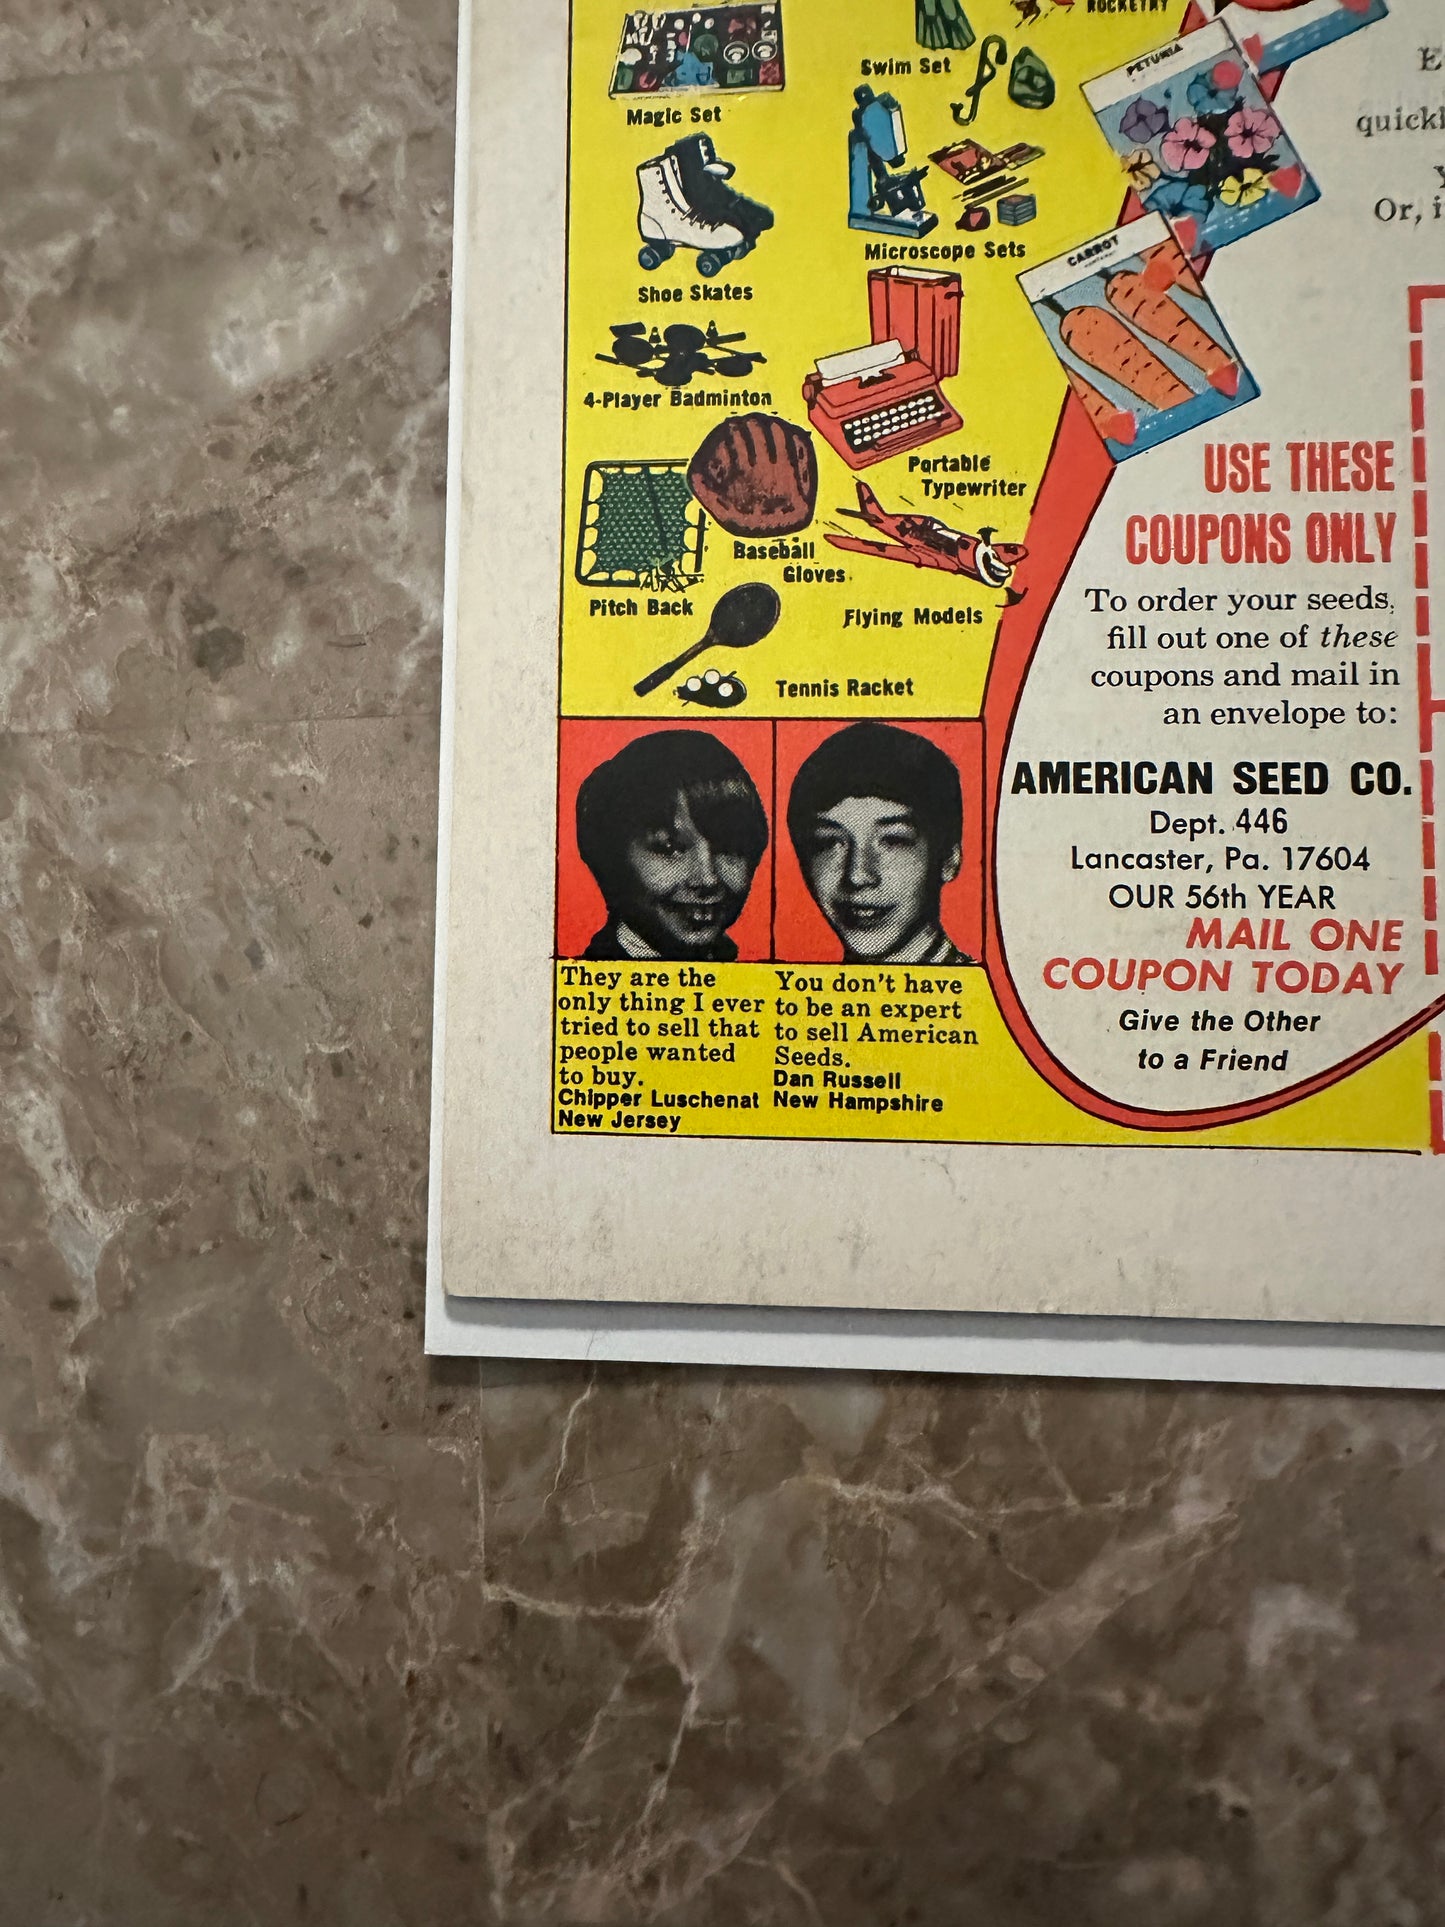 ROCKETRY
Swim Set
Magic Set
PETUNIA
quickl
Or, i
Microscope Sets
CARROT
Shoe Skates
4-Player Badminton
Portable
Typewriter
Baseball
Gloves
Pitch Back
Flying Models
Tennis Racket
USE THESE
COUPONS ONLY
To order your seeds,
fill out one of these
coupons and mail in
an envelope to:
AMERICAN SEED CO.
Dept. 446
Lancaster, Pa. 17604
OUR 56th YEAR
MAIL ONE
COUPON TODAY
Give the Other
to a Friend
They are the
only thing I ever
tried to sell that
people wanted
to buy.
Chipper Luschenat
New Jersey
You don't have
to be an expert
to sell American
Seeds.
Dan Russell
New Hampshire